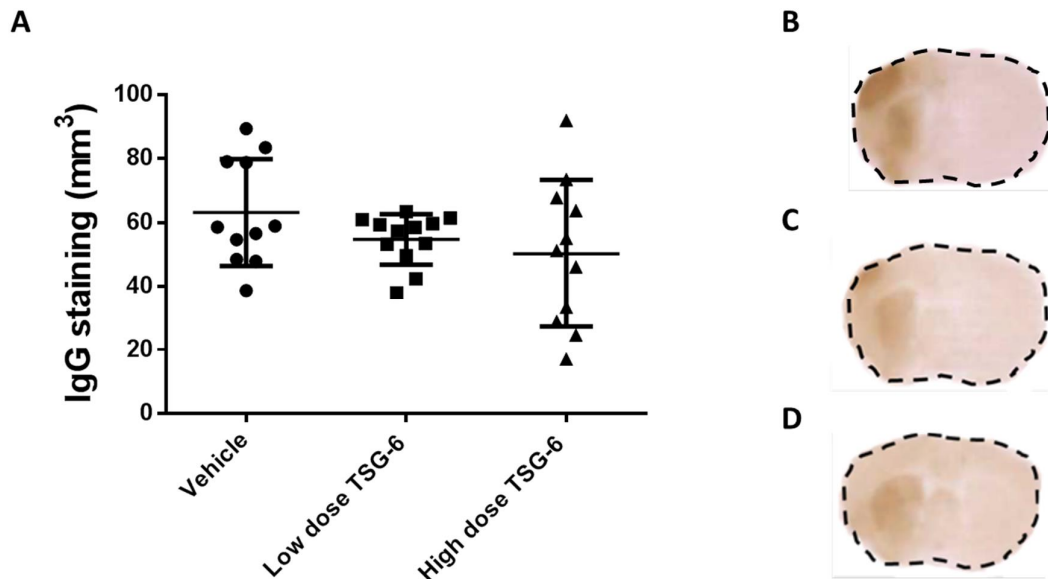 A
B
IgG staining (mm³)
100
80
60
40
20
0
Vehicle
Low dose TSG-6
High dose TSG-6
C
D